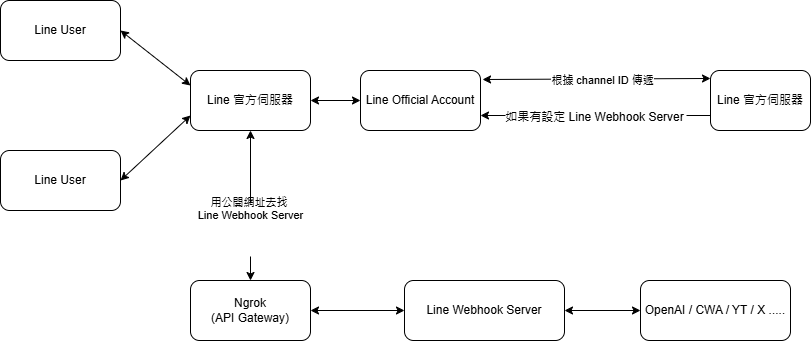 Line User
Line 官方伺服器
Line Official Account
根據 channel ID 傳遞
如果有設定 Line Webhook Server
Line 官方伺服器
Line User
用公開網址去找
Line Webhook Server
Ngrok
(API Gateway)
Line Webhook Server
OpenAI / CWA / YT / X .....